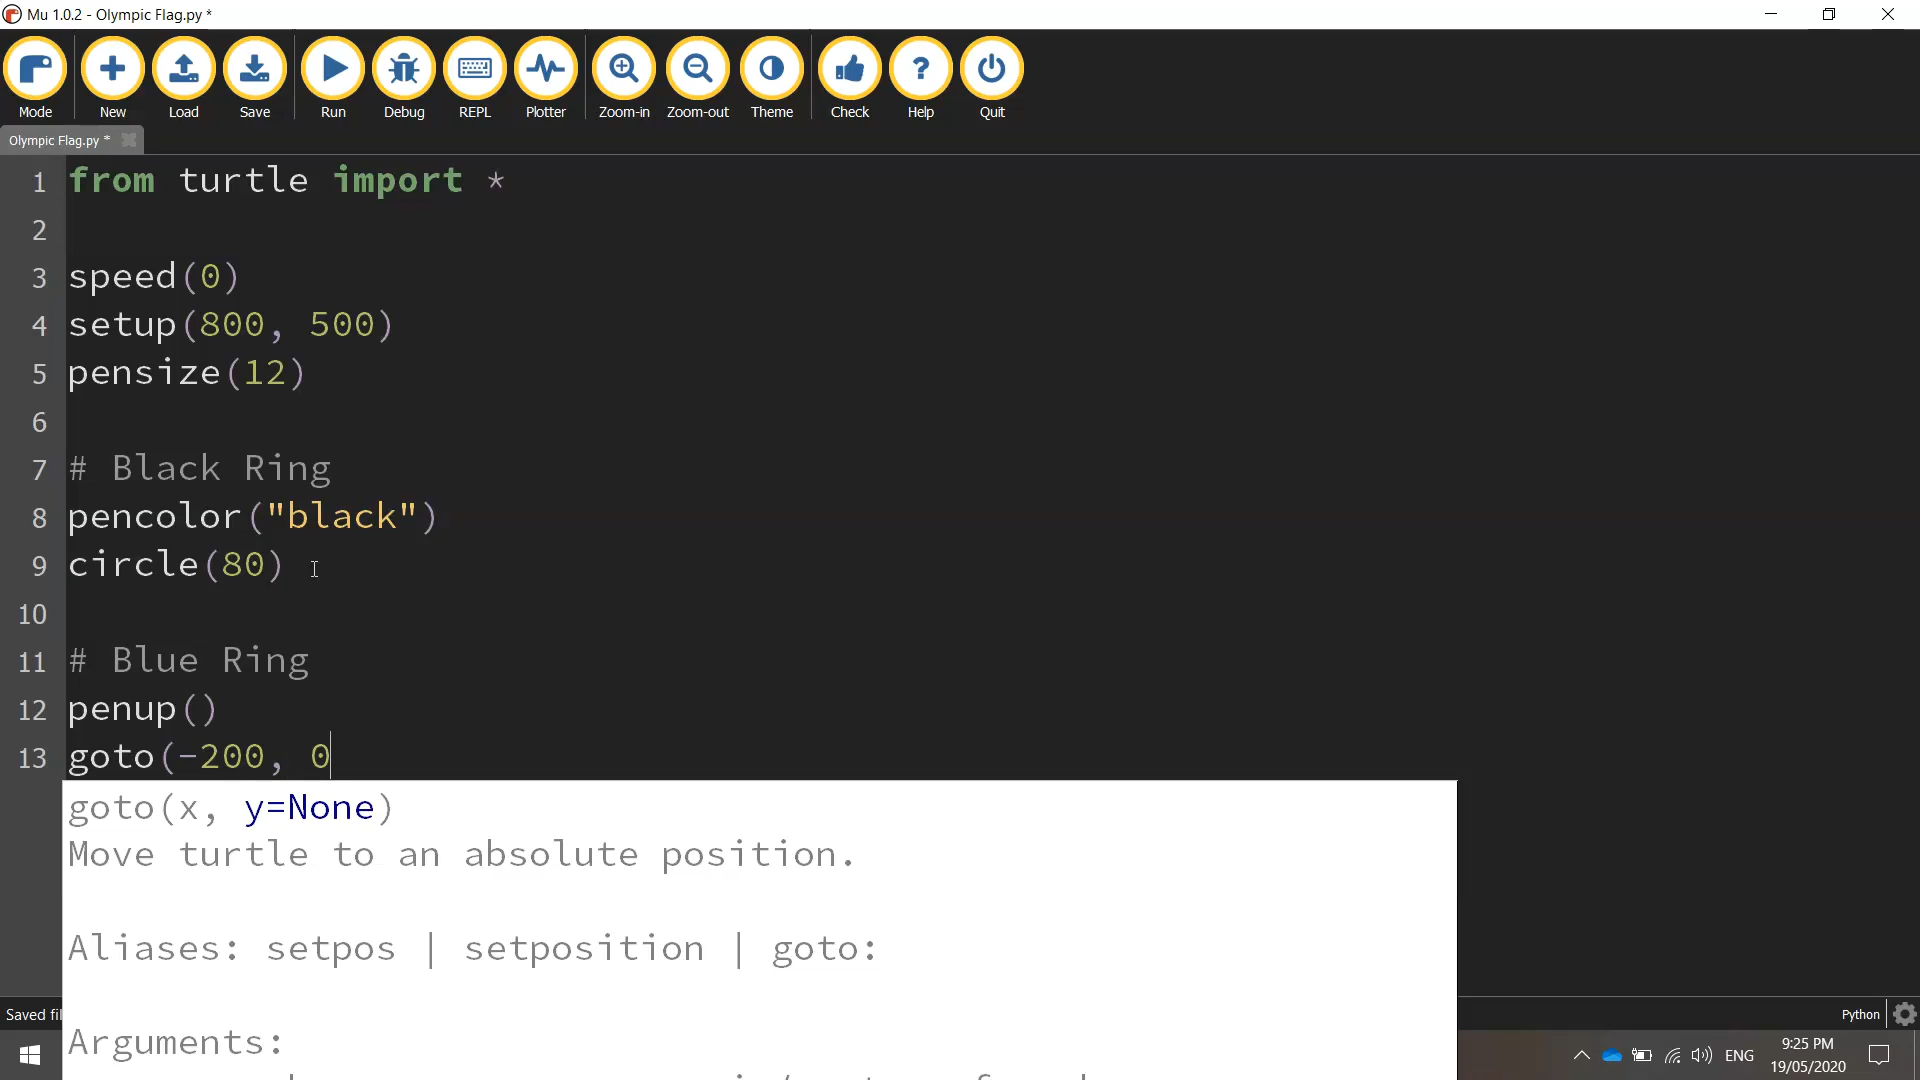 Mu 1.0.2 - Olympic Flag.py *
Mode New Load Save Run Debug REPL Plotter Zoom-in Zoom-out Theme Check Help Quit
Olympic Flag.py *
1 from turtle import *
2
3 speed(0)
4 setup(800, 500)
5 pensize(12)
6
7 # Black Ring
8 pencolor("black")
9 circle(80)
10
11 # Blue Ring
12 penup()
13 goto(-200, 0
goto(x, y=None)
Move turtle to an absolute position.
Aliases: setpos | setposition | goto:
Arguments:
Saved fil
Python
ENG
9:25 PM
19/05/2020